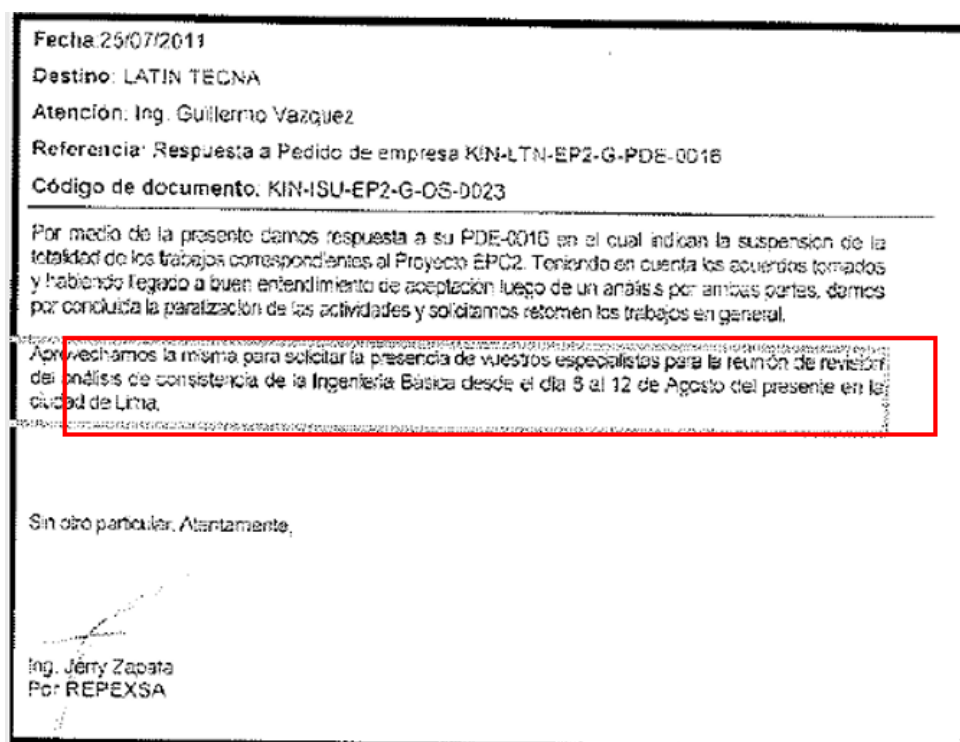 Fecha:25/07/2011
Destino: LATIN TECNA
Atención: Ing. Guillermo Vazquez
Referencia: Respuesta a Pedido de empresa KIN-LTN-EP2-G-PDE-0016
Código de documento: KIN-ISU-EP2-G-OS-0023
Por medio de la presente damos respuesta a su PDE-0016 en el cual indican la suspension de la
totalidad de los trabajos correspondientes al Proyecto EPC2. Teniendo en cuenta los acuerdos tomados
y habiendo llegado a buen entendimiento de aceptación luego de un análisis por ambas partes, damos
por concluida la paralización de las actividades y solicitamos retomen los trabajos en general.
Aprovechamos la misma para solicitar la presencia de vuestros especialistas para la reunión de revisión
del análisis de consistencia de la Ingeniería Básica desde el día 8 al 12 de Agosto del presente en la
ciudad de Lima.
Sin otro particular. Atentamente,
Ing. Jerry Zapata
Por REPEXSA